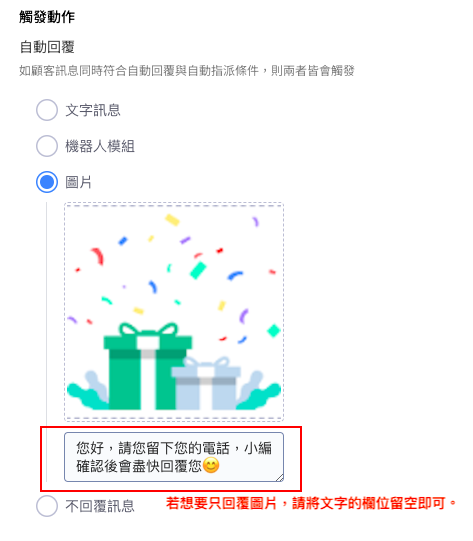 觸發動作
自動回覆
如顧客訊息同時符合自動回覆與自動指派條件，則兩者皆會觸發
文字訊息
機器人模組
圖片
您好，請您留下您的電話，小編
確認後會盡快回覆您😊
不回覆訊息
若想要只回覆圖片，請將文字的欄位留空即可。